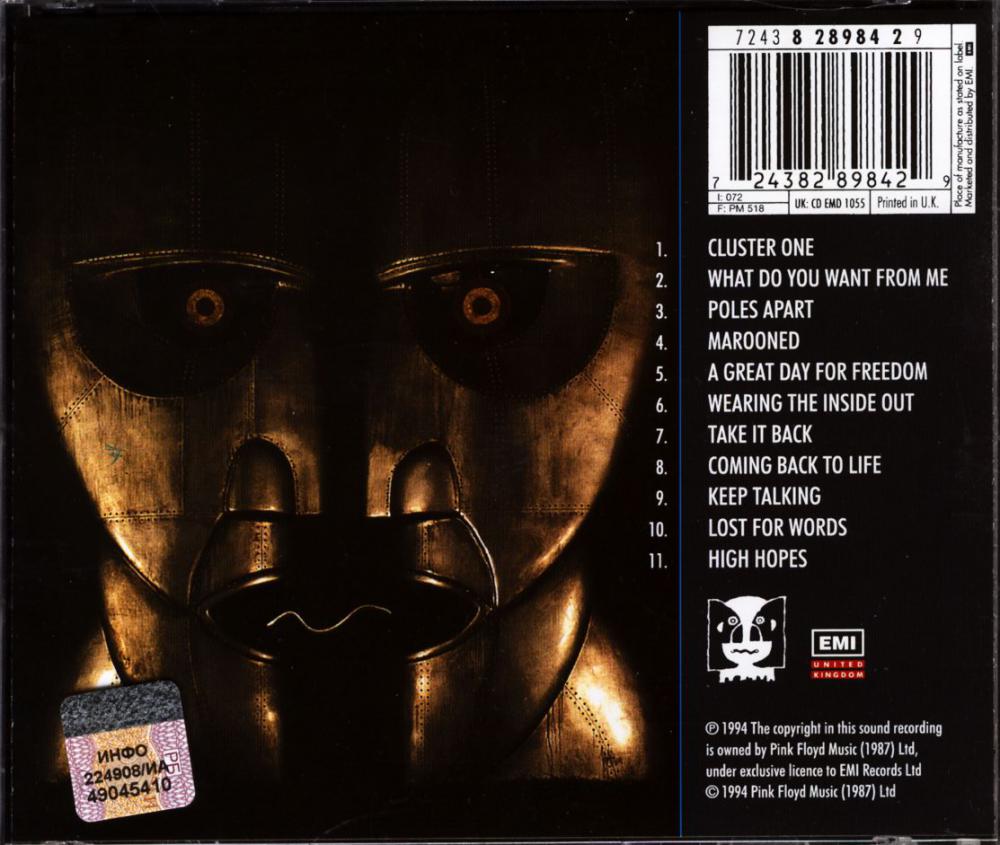 7243 8 28984 2 9
Place of manufacture as stated on label.
Marketed and distributed by EMI.
7 24382 89842 9
I: 072
F: PM 518
UK: CD EMD 1055
Printed in U.K.
1. CLUSTER ONE
2. WHAT DO YOU WANT FROM ME
3. POLES APART
4. MAROONED
5. A GREAT DAY FOR FREEDOM
6. WEARING THE INSIDE OUT
7. TAKE IT BACK
8. COMING BACK TO LIFE
9. KEEP TALKING
10. LOST FOR WORDS
11. HIGH HOPES
EMI
UNITED
KINGDOM
ИНФО
224908/ИА
49045410
РБ
℗ 1994 The copyright in this sound recording
is owned by Pink Floyd Music (1987) Ltd,
under exclusive licence to EMI Records Ltd
© 1994 Pink Floyd Music (1987) Ltd